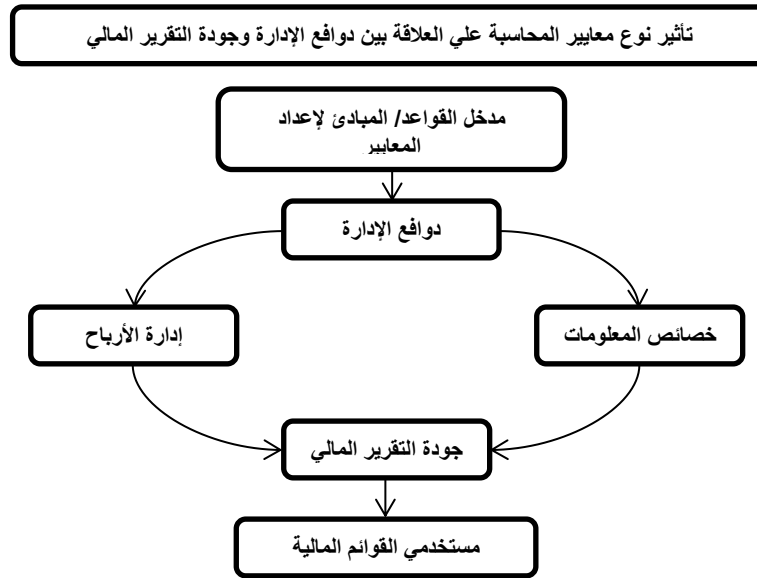 تأثير نوع معايير المحاسبة علي العلاقة بين دوافع الإدارة وجودة التقرير المالي
مدخل القواعد/ المبادئ لإعداد
المعايير
دوافع الإدارة
خصائص المعلومات
إدارة الأرباح
جودة التقرير المالي
مستخدمي القوائم المالية